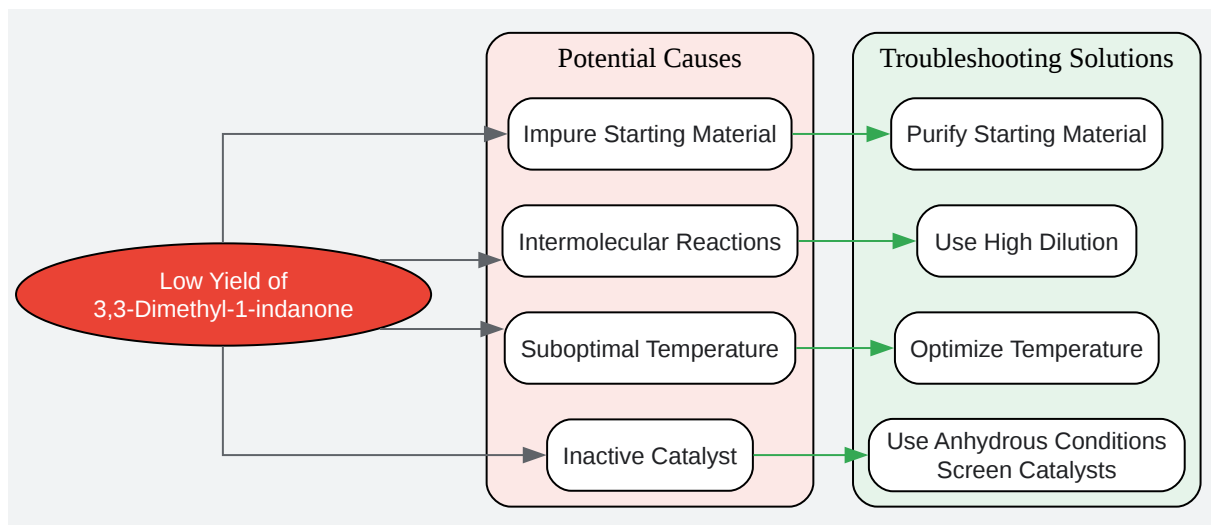 Potential Causes
Troubleshooting Solutions
Impure Starting Material
Purify Starting Material
Intermolecular Reactions
Use High Dilution
Low Yield of
3,3-Dimethyl-1-indanone
Suboptimal Temperature
Optimize Temperature
Inactive Catalyst
Use Anhydrous Conditions
Screen Catalysts